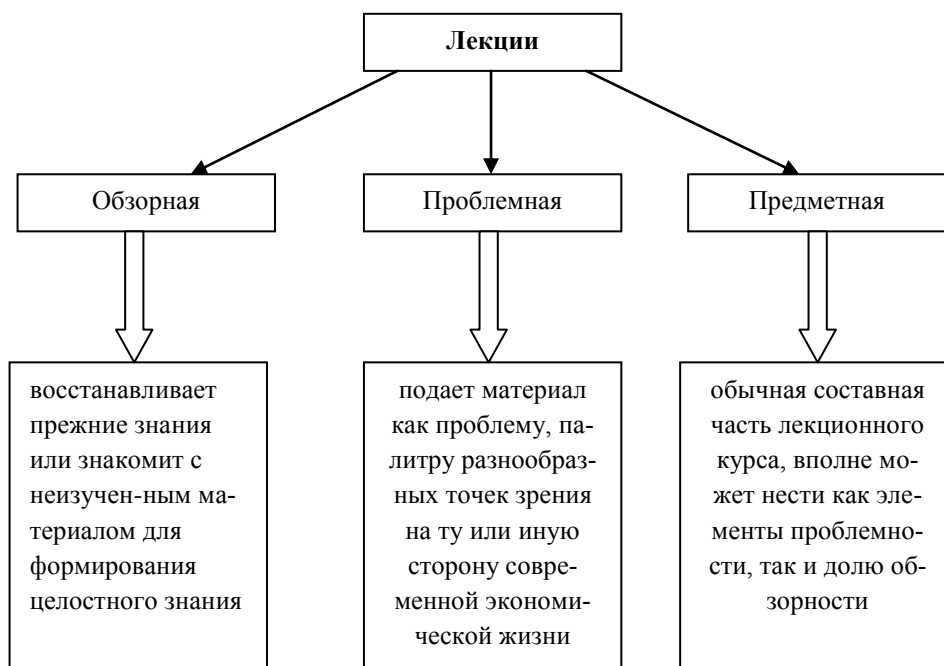 Лекции
Обзорная
Проблемная
Предметная
восстанавливает
прежние знания
или знакомит с
неизучен-ным ма-
териалом для
формирования
целостного знания
подает материал
как проблему, па-
литру разнообраз-
ных точек зрения
на ту или иную
сторону совре-
менной экономи-
ческой жизни
обычная составная
часть лекционного
курса, вполне мо-
жет нести как эле-
менты проблемно-
сти, так и долю об-
зорности